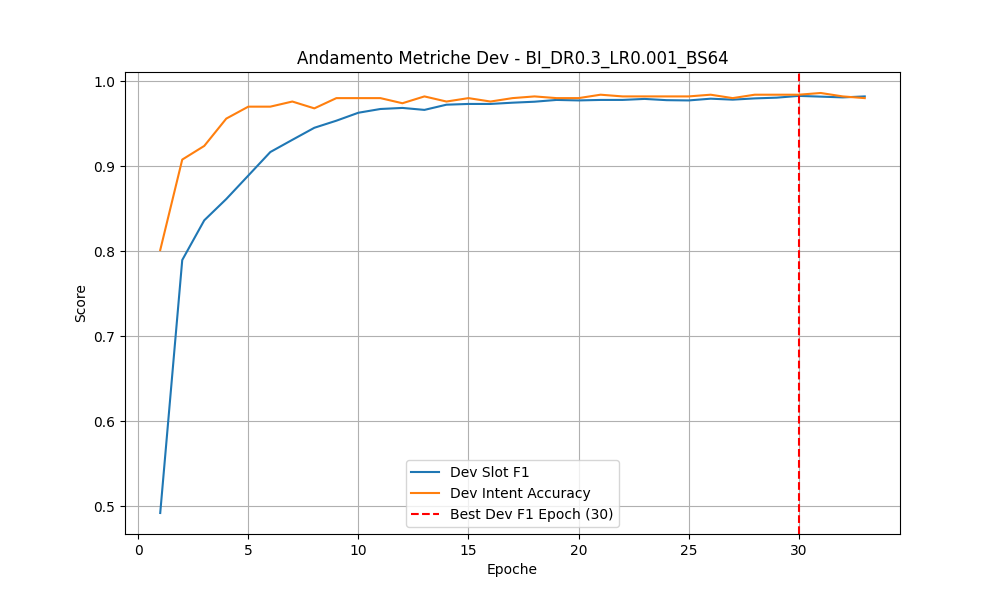 Andamento Metriche Dev - BI_DR0.3_LR0.001_BS64
1.0
0.9
0.8
0.7
0.6
0.5
Score
Dev Slot F1
Dev Intent Accuracy
Best Dev F1 Epoch (30)
0 5 10 15 20 25 30
Epoche